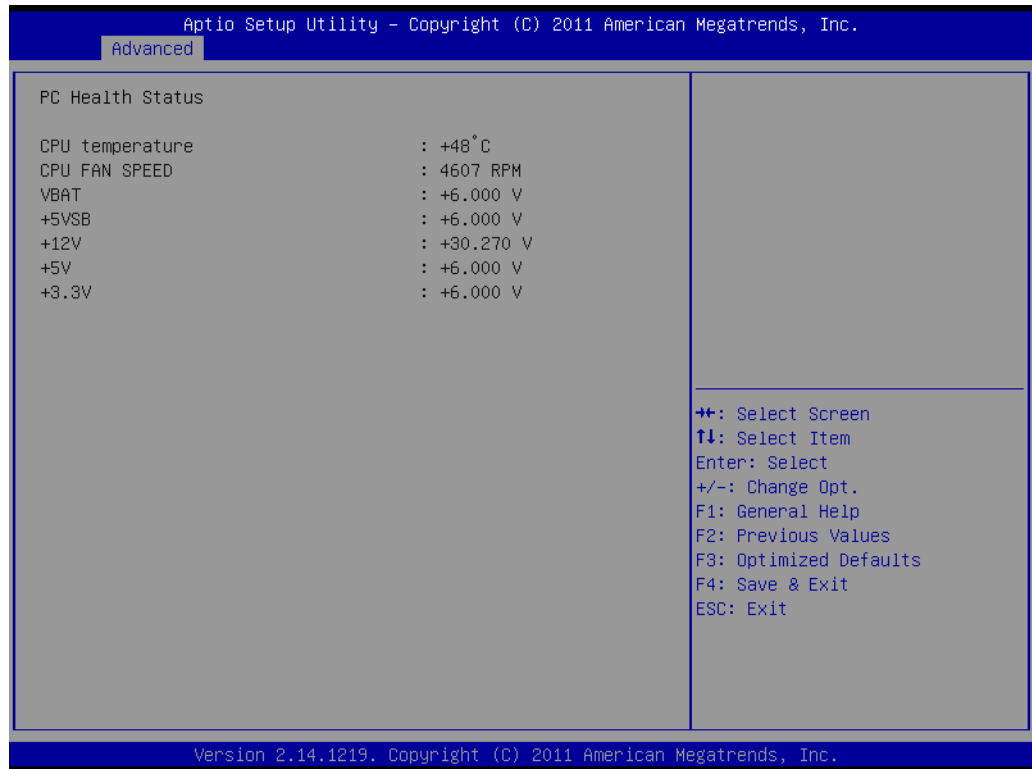 Aptio Setup Utility – Copyright (C) 2011 American Megatrends, Inc.
Advanced
PC Health Status
CPU temperature : +48°C
CPU FAN SPEED : 4607 RPM
VBAT : +6.000 V
+5VSB : +6.000 V
+12V : +30.270 V
+5V : +6.000 V
+3.3V : +6.000 V
→←: Select Screen
↑↓: Select Item
Enter: Select
+/-: Change Opt.
F1: General Help
F2: Previous Values
F3: Optimized Defaults
F4: Save & Exit
ESC: Exit
Version 2.14.1219. Copyright (C) 2011 American Megatrends, Inc.